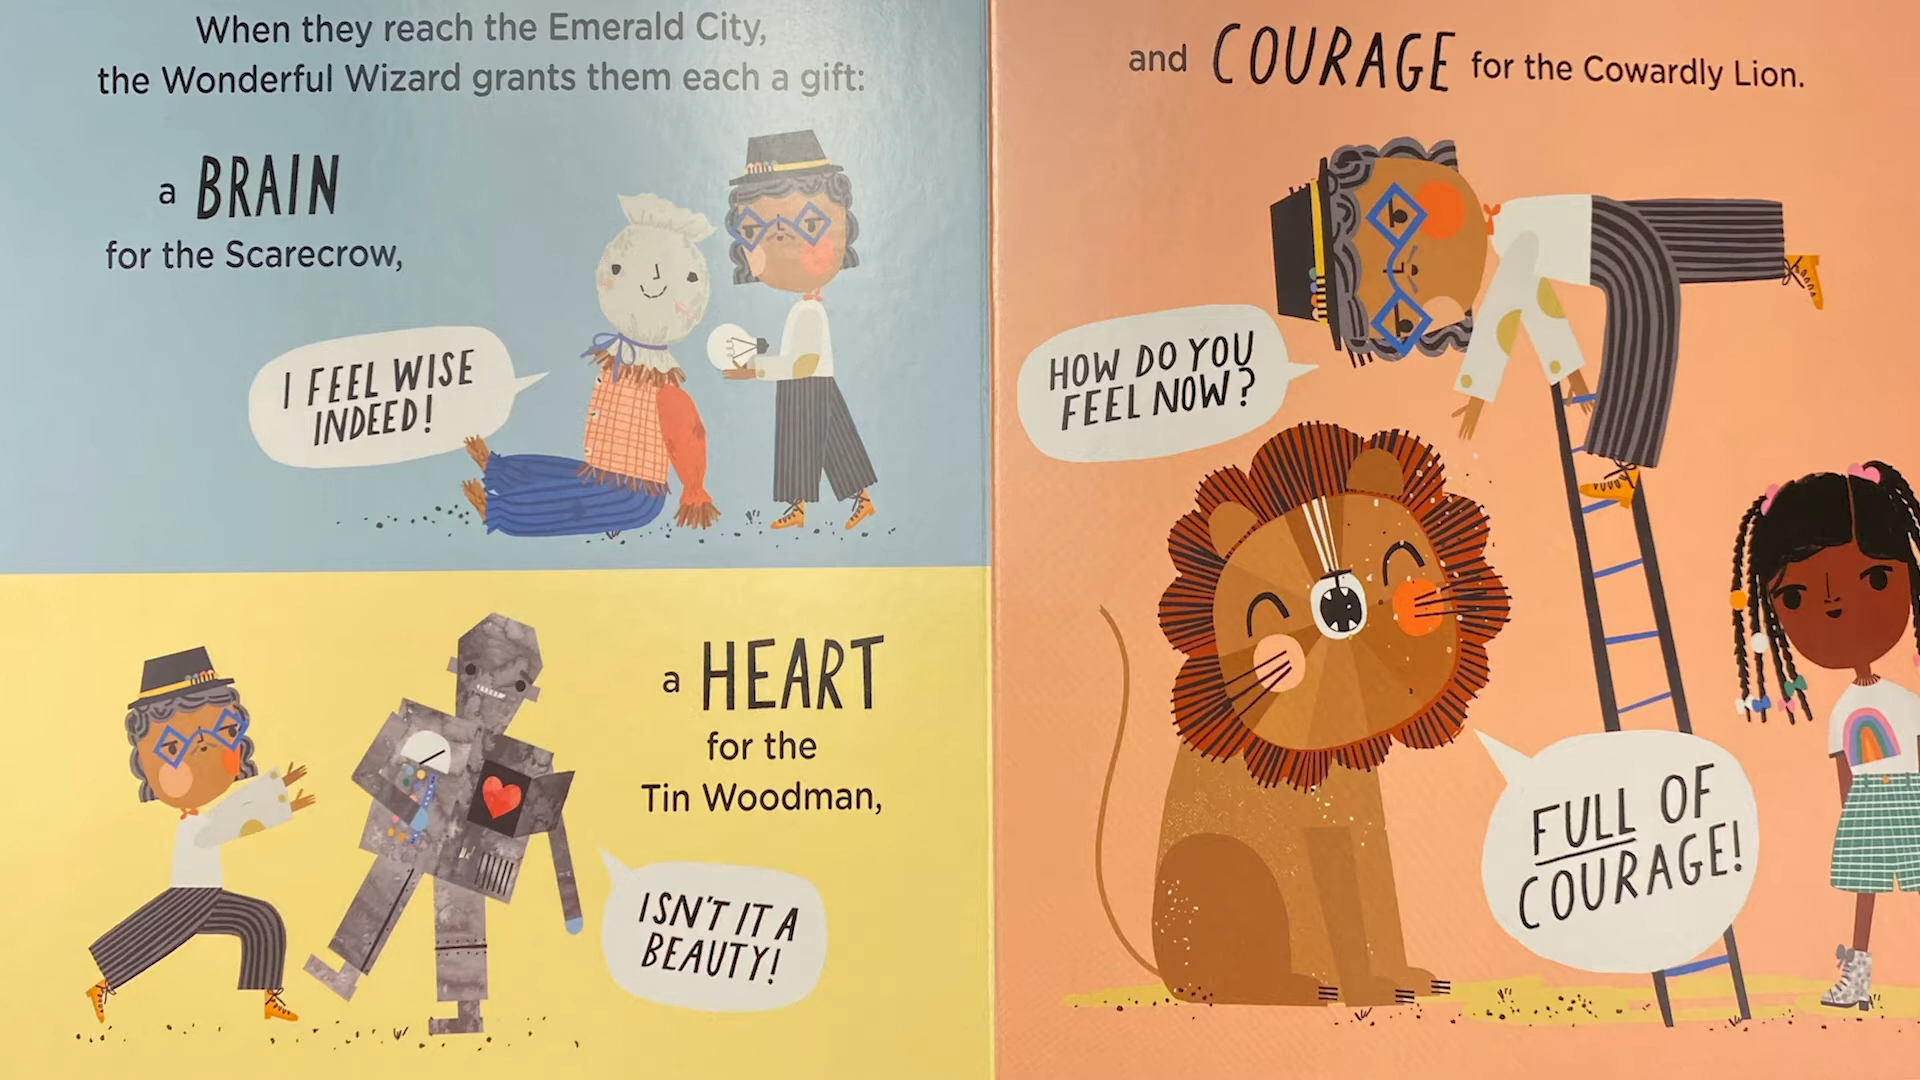 When they reach the Emerald City,
the Wonderful Wizard grants them each a gift:
a BRAIN
for the Scarecrow,
I FEEL WISE
INDEED!
a HEART
for the
Tin Woodman,
ISN'T IT A
BEAUTY!
and COURAGE for the Cowardly Lion.
HOW DO YOU
FEEL NOW?
FULL OF
COURAGE!